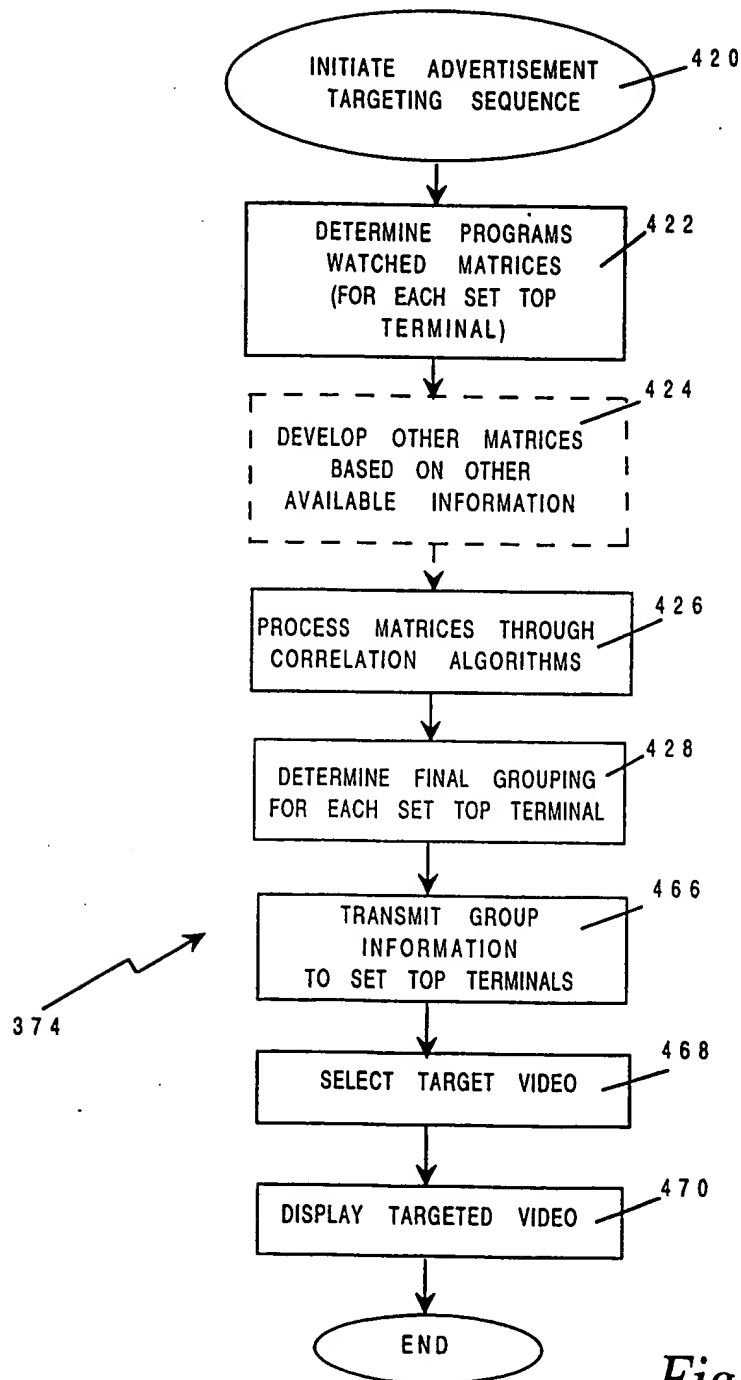 INITIATE ADVERTISEMENT
TARGETING SEQUENCE
420
DETERMINE PROGRAMS
WATCHED MATRICES
(FOR EACH SET TOP
TERMINAL)
422
424
DEVELOP OTHER MATRICES
BASED ON OTHER
AVAILABLE INFORMATION
426
PROCESS MATRICES THROUGH
CORRELATION ALGORITHMS
428
DETERMINE FINAL GROUPING
FOR EACH SET TOP TERMINAL
466
TRANSMIT GROUP
INFORMATION
TO SET TOP TERMINALS
374
468
SELECT TARGET VIDEO
470
DISPLAY TARGETED VIDEO
END
Fig